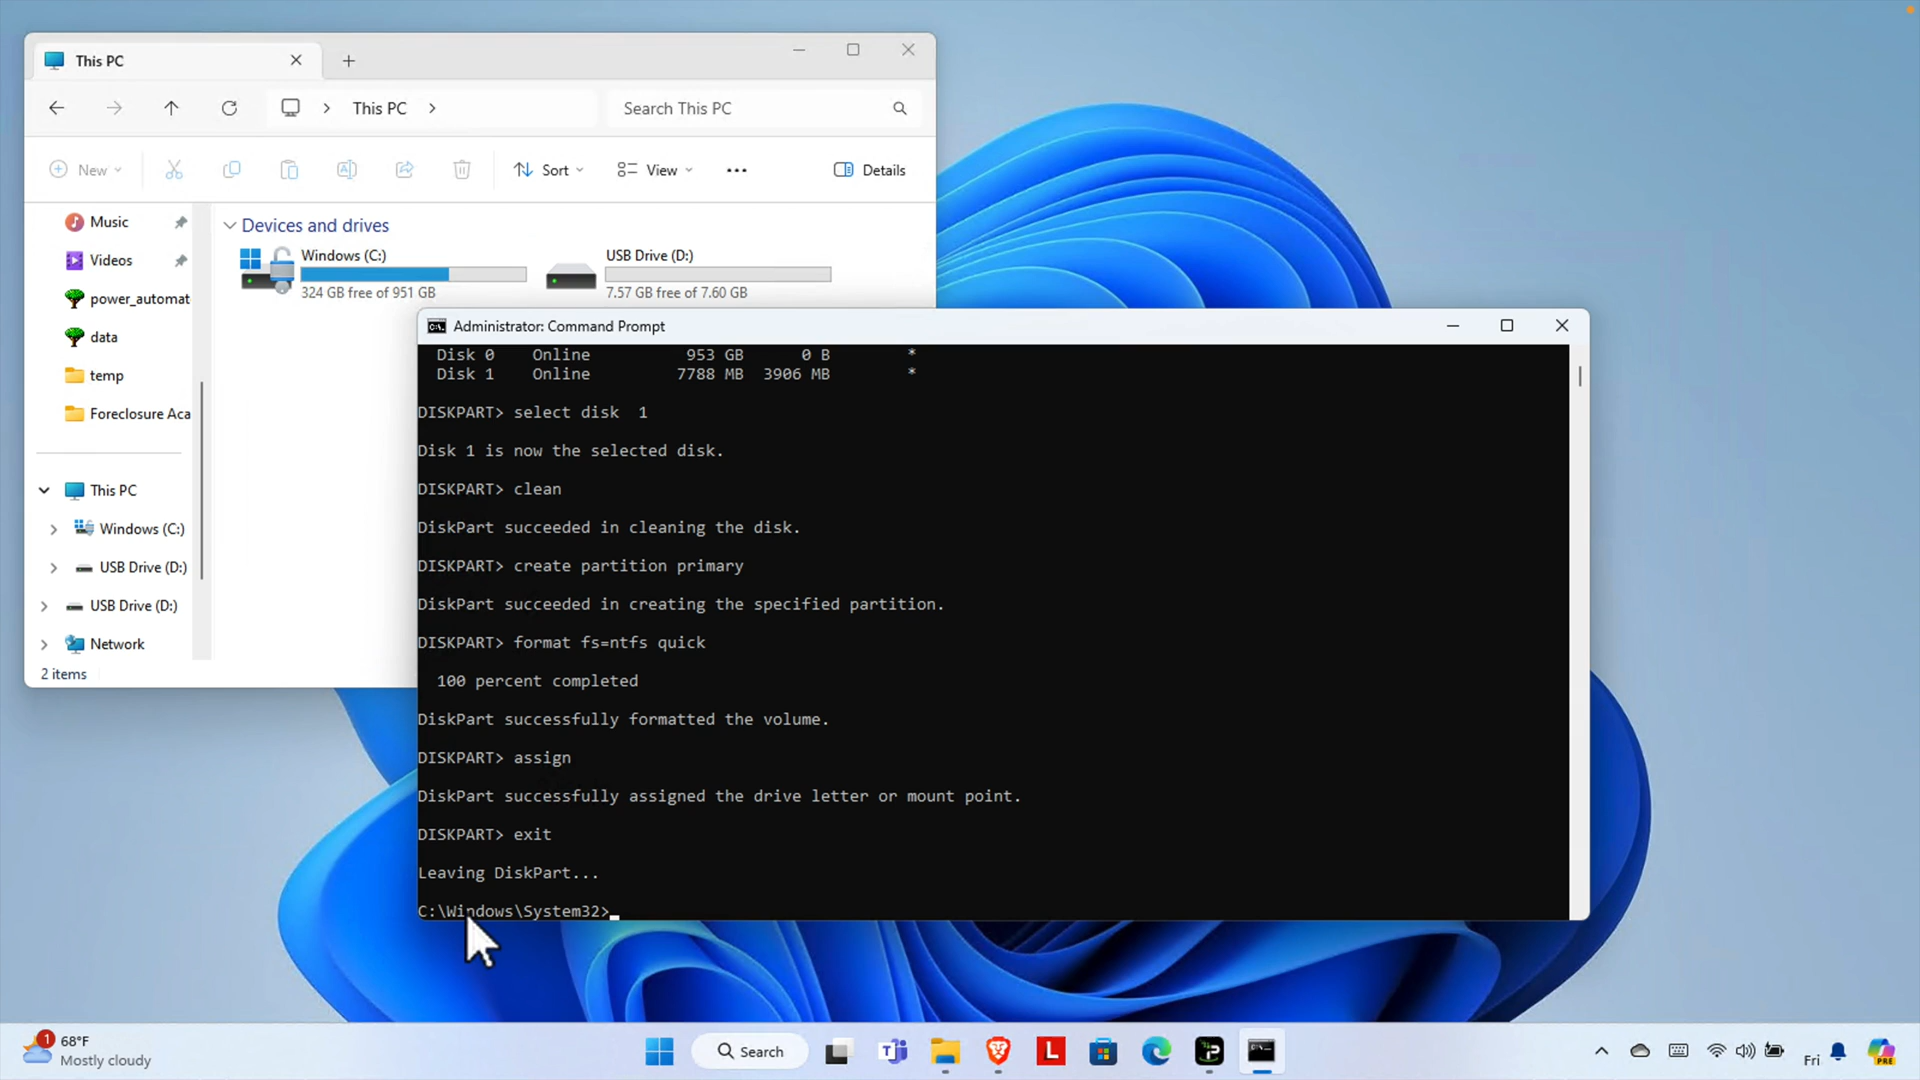 This PC
This PC
Search This PC
New
Sort
View
Details
Music
Videos
power_automat
data
temp
Foreclosure Aca
This PC
Windows (C:)
USB Drive (D:)
USB Drive (D:)
Network
2 items
Devices and drives
Windows (C:)
324 GB free of 951 GB
USB Drive (D:)
7.57 GB free of 7.60 GB
Administrator: Command Prompt
Disk 0    Online    953 GB    0 B    *
Disk 1    Online    7788 MB  3906 MB    *
DISKPART> select disk  1
Disk 1 is now the selected disk.
DISKPART> clean
DiskPart succeeded in cleaning the disk.
DISKPART> create partition primary
DiskPart succeeded in creating the specified partition.
DISKPART> format fs=ntfs quick
100 percent completed
DiskPart successfully formatted the volume.
DISKPART> assign
DiskPart successfully assigned the drive letter or mount point.
DISKPART> exit
Leaving DiskPart...
C:\Windows\System32>
1
68°F
Mostly cloudy
Search
L
Fri
PRE